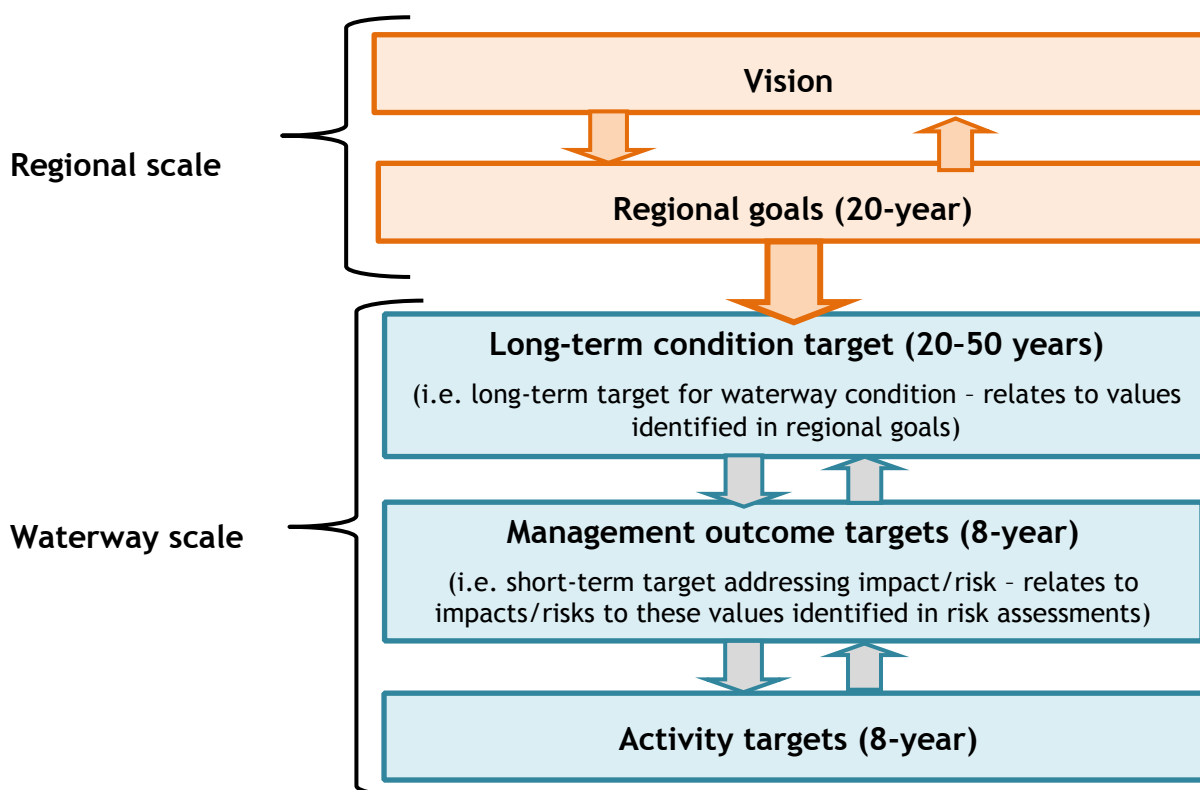 Regional scale
Vision
Regional goals (20-year)
Waterway scale
Long-term condition target (20–50 years)
(i.e. long-term target for waterway condition – relates to values
identified in regional goals)
Management outcome targets (8-year)
(i.e. short-term target addressing impact/risk – relates to
impacts/risks to these values identified in risk assessments)
Activity targets (8-year)